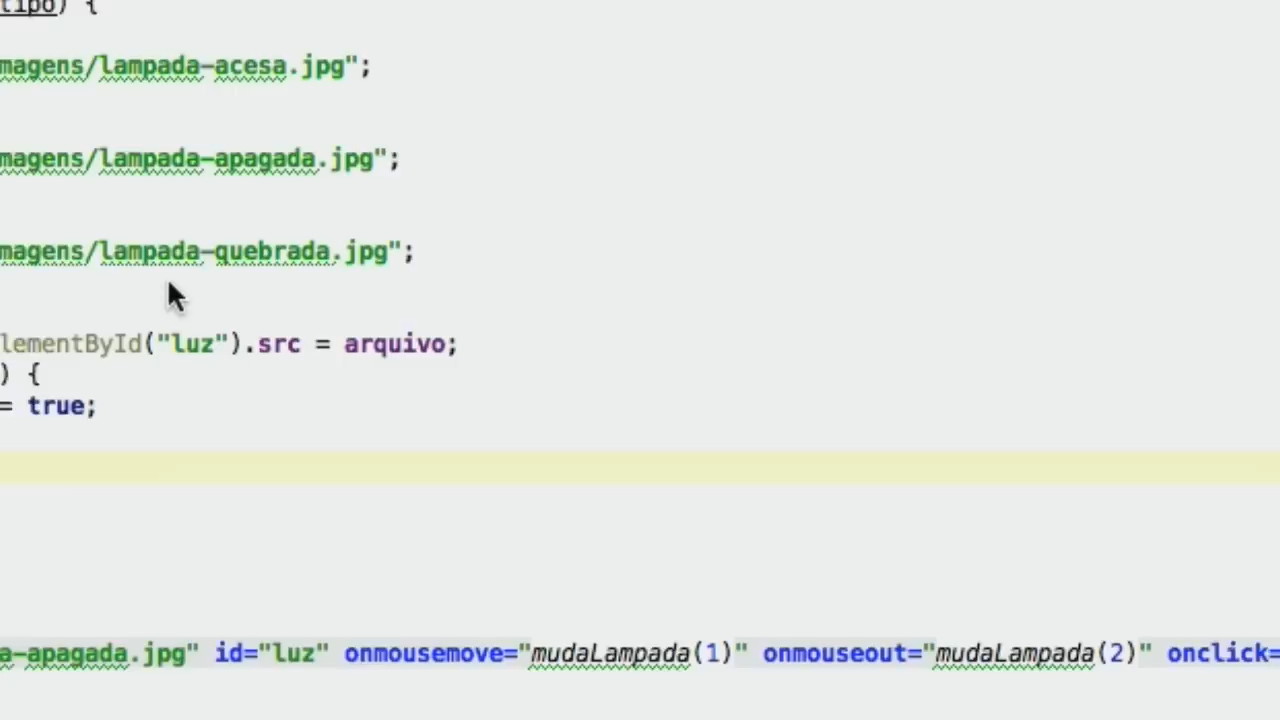 tipo) {
magens/lampada-acesa.jpg";
magens/lampada-apagada.jpg";
magens/lampada-quebrada.jpg";
lementById("luz").src = arquivo;
) {
= true;
a-apagada.jpg" id="luz" onmousemove="mudaLampada(1)" onmouseout="mudaLampada(2)" onclick=